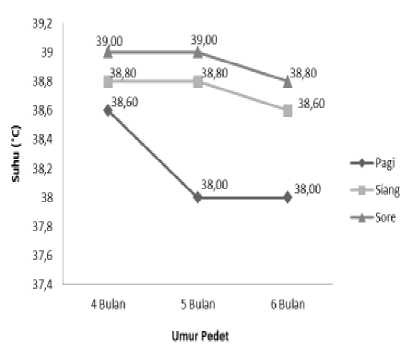 39,2
39
38,8
38,6
38,4
38,2
38
37,8
37,6
37,4
Suhu (°C)
39,00
39,00
38,80
38,80
38,80
38,60
38,60
38,00
38,00
4 Bulan
5 Bulan
6 Bulan
Umur Pedet
Pagi
Siang
Sore